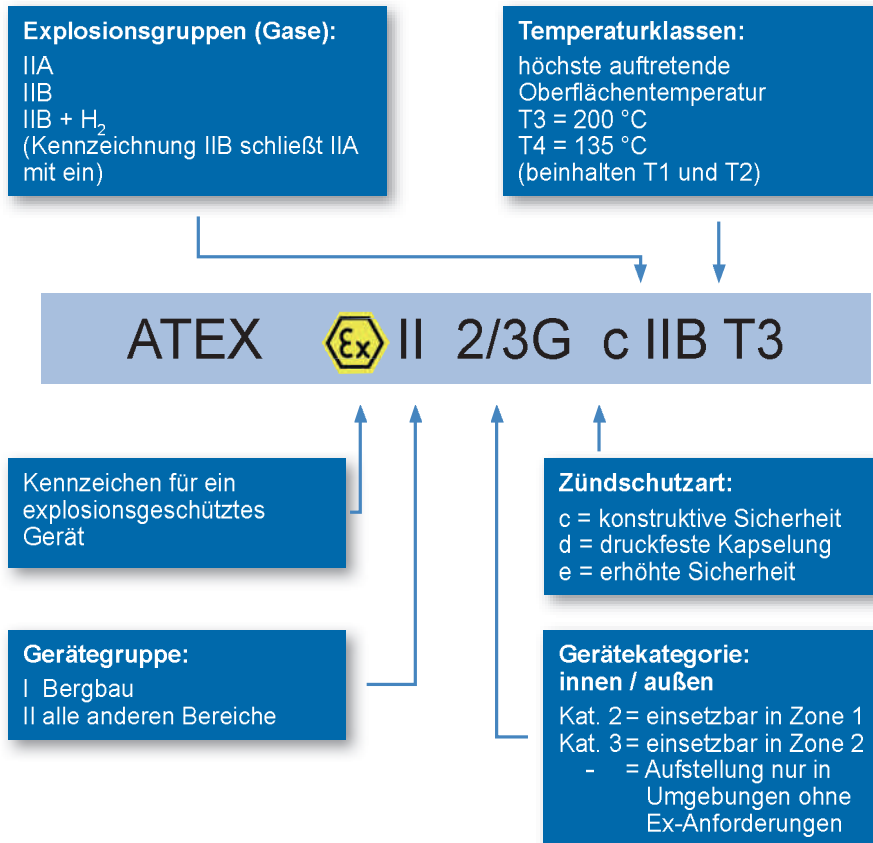 Explosionsgruppen (Gase):
IIA
IIB
IIB + H₂
(Kennzeichnung IIB schließt IIA
mit ein)
Temperaturklassen:
höchste auftretende
Oberflächentemperatur
T3 = 200 °C
T4 = 135 °C
(beinhalten T1 und T2)
ATEX Ex II 2/3G c IIB T3
Kennzeichen für ein
explosionsgeschütztes
Gerät
Zündschutzart:
c = konstruktive Sicherheit
d = druckfeste Kapselung
e = erhöhte Sicherheit
Gerätegruppe:
I Bergbau
II alle anderen Bereiche
Gerätekategorie:
innen / außen
Kat. 2 = einsetzbar in Zone 1
Kat. 3 = einsetzbar in Zone 2
- = Aufstellung nur in
Umgebungen ohne
Ex-Anforderungen